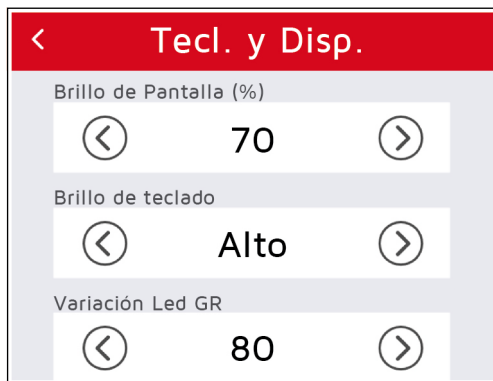 Tecl. y Disp.
Brillo de Pantalla (%)
70
Brillo de teclado
Alto
Variación Led GR
80